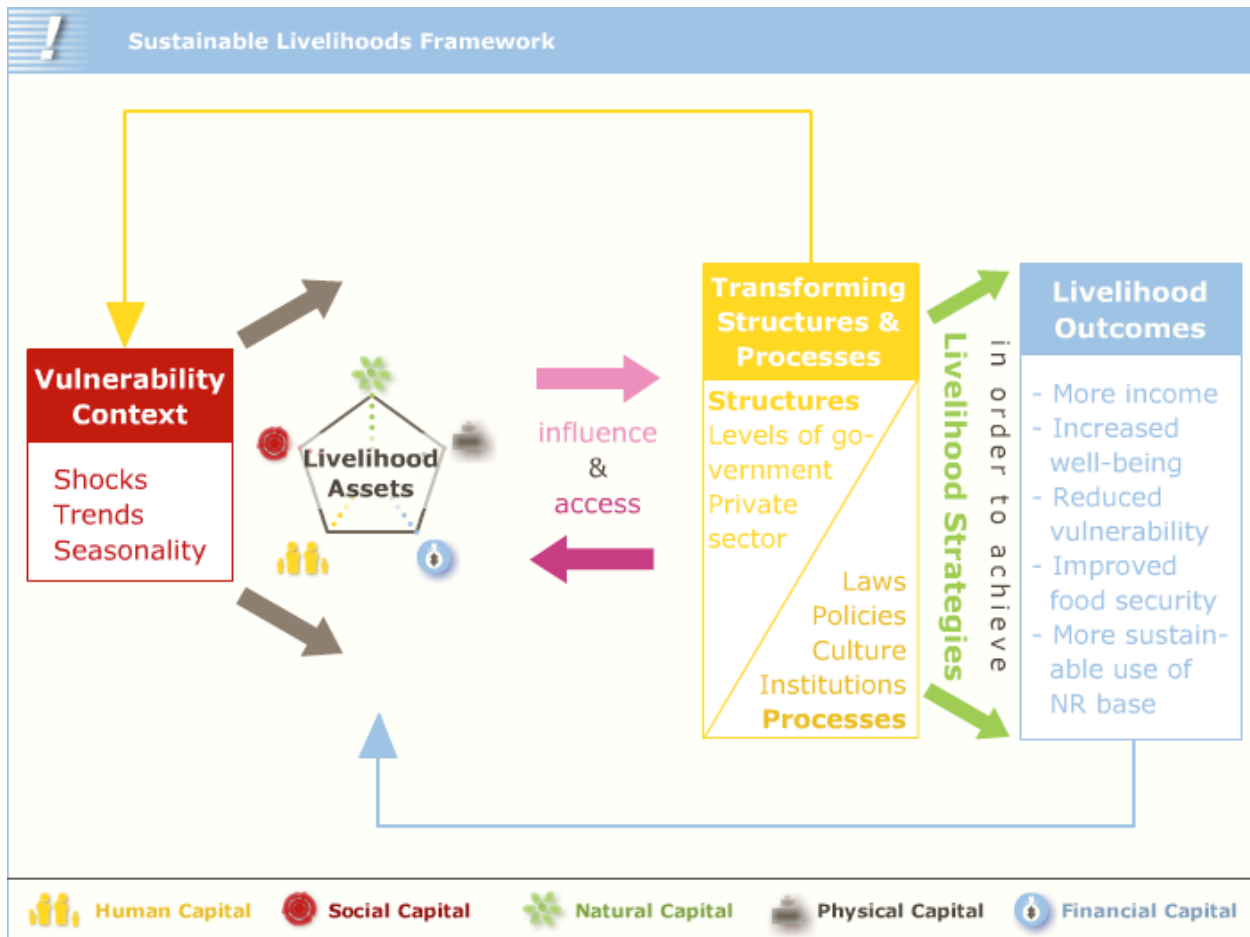 !
Sustainable Livelihoods Framework
Vulnerability
Context
Shocks
Trends
Seasonality
Livelihood
Assets
influence
&
access
Transforming
Structures &
Processes
Structures
Levels of go-
vernment
Private
sector
Laws
Policies
Culture
Institutions
Processes
Livelihood Strategies
in order to achieve
Livelihood
Outcomes
- More income
- Increased
well-being
- Reduced
vulnerability
- Improved
food security
- More sustain-
able use of
NR base
Human Capital
Social Capital
Natural Capital
Physical Capital
Financial Capital